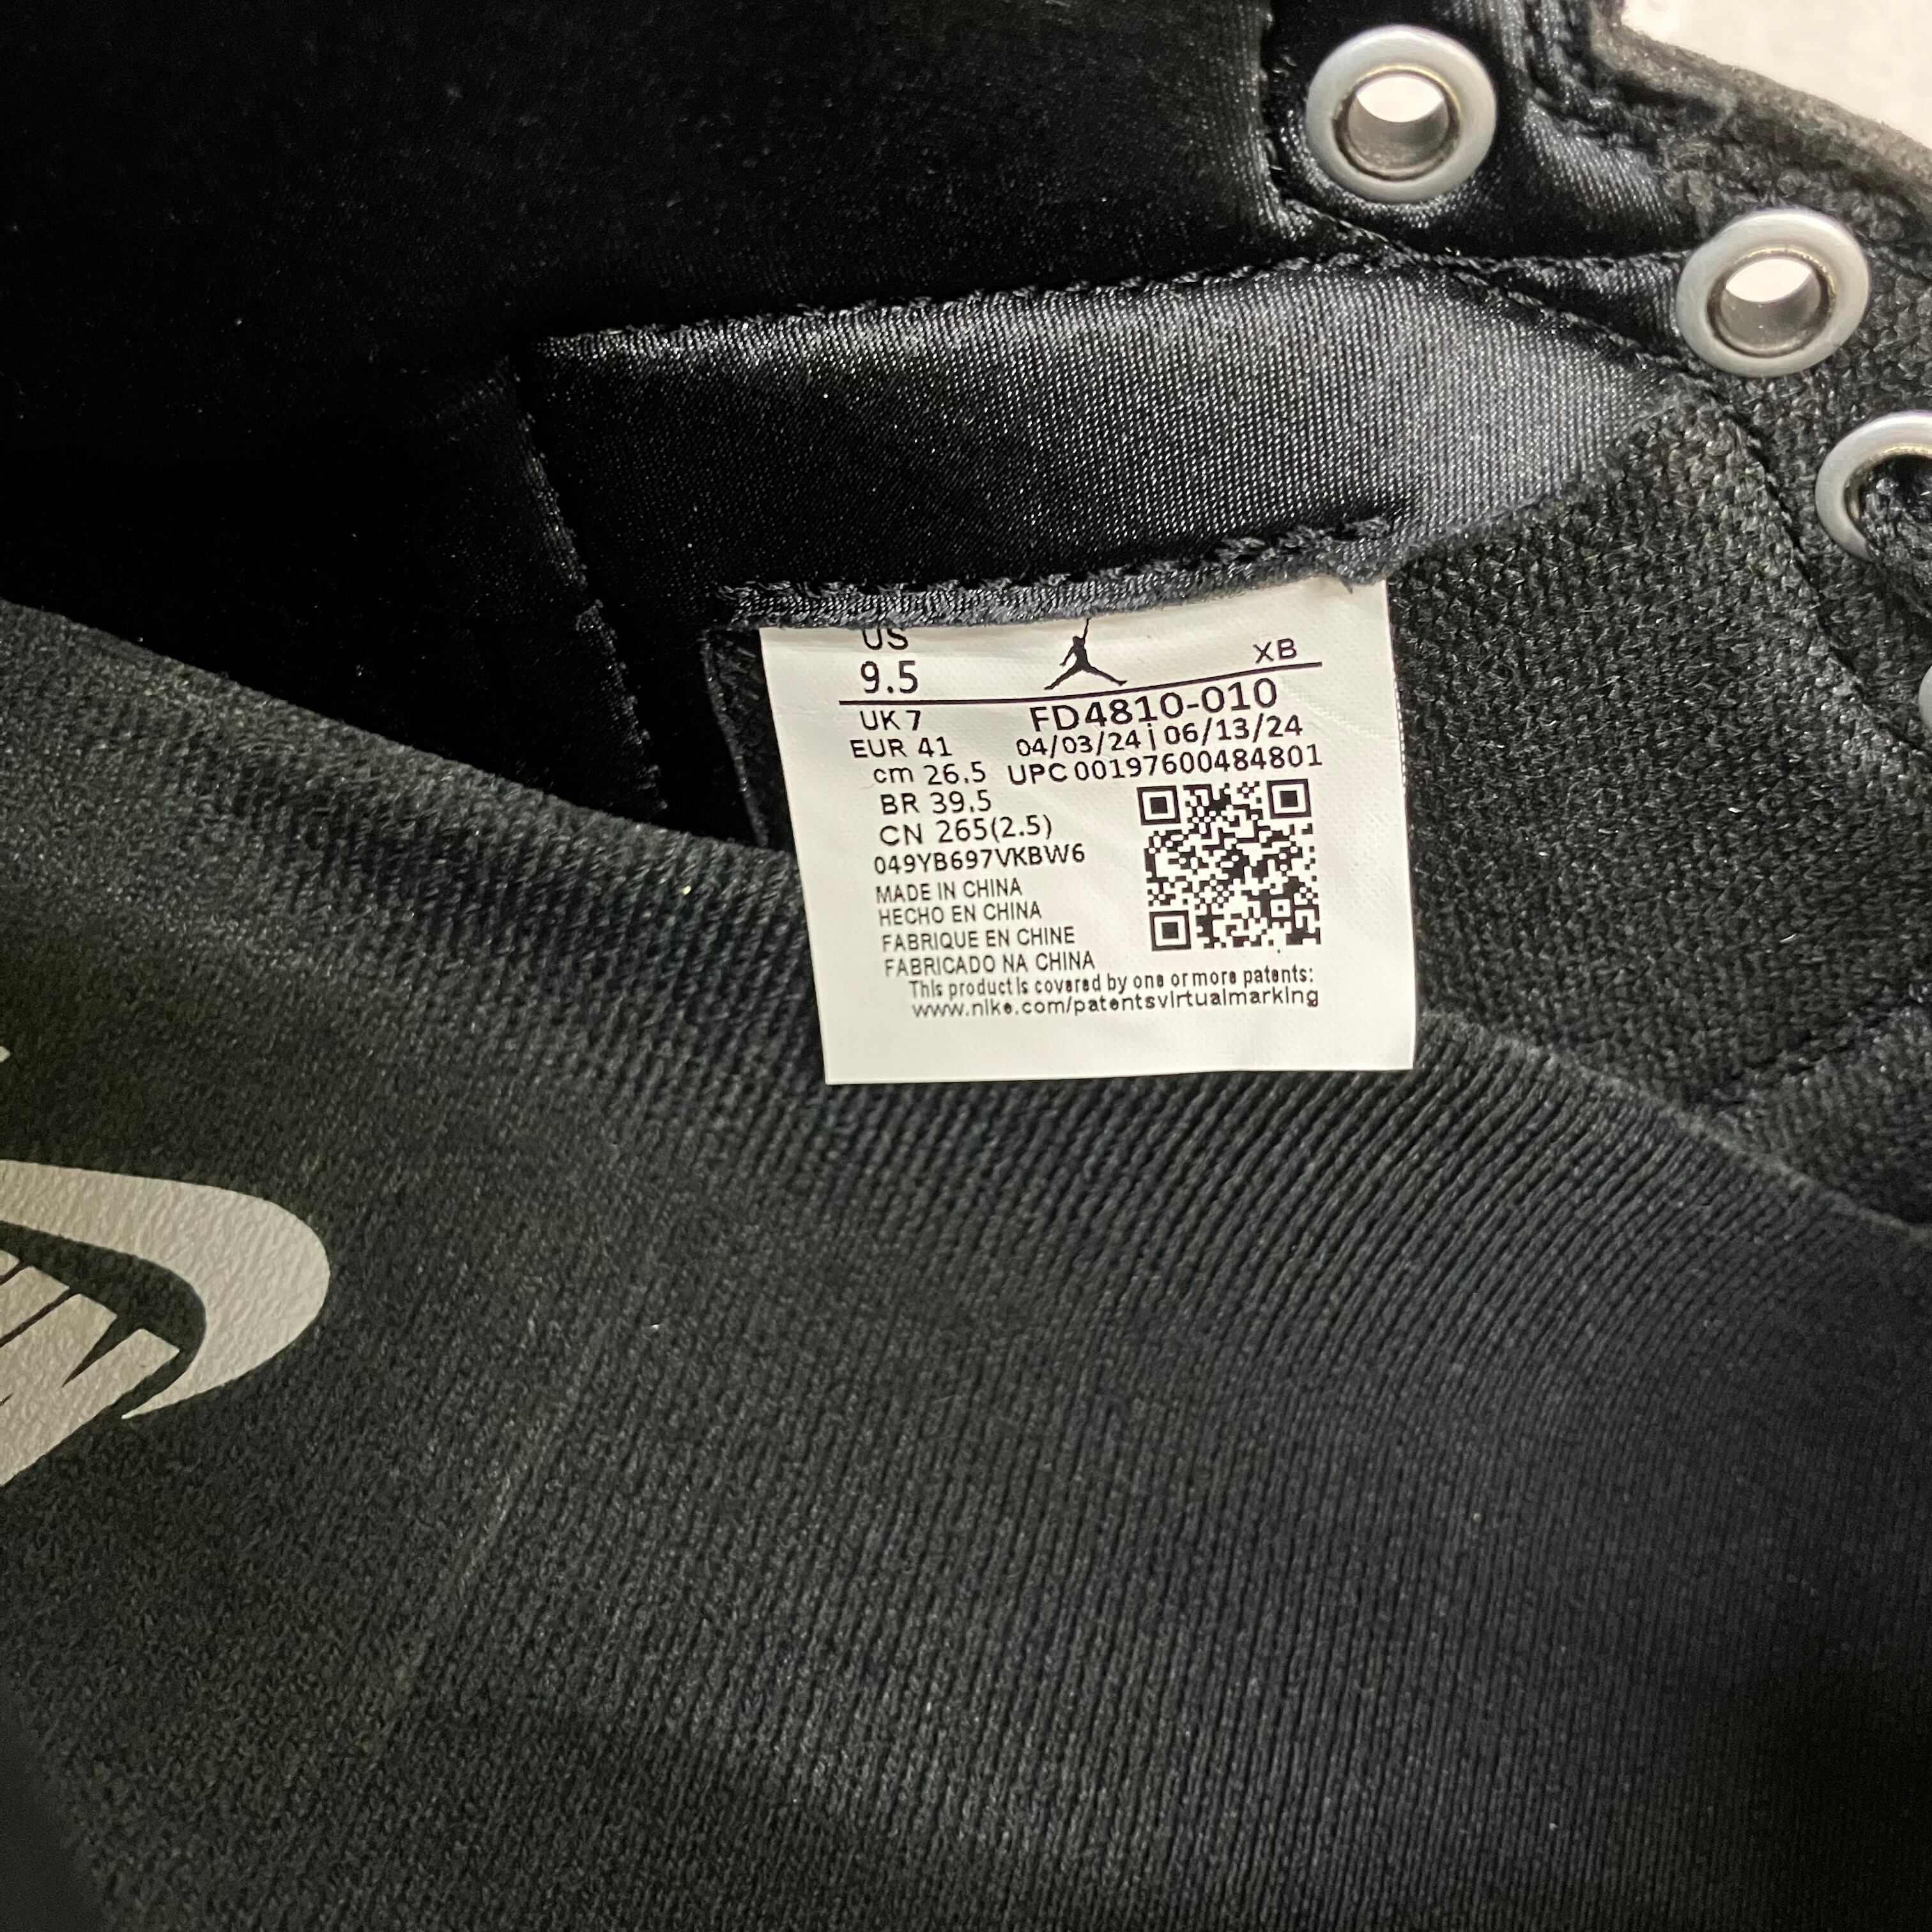 US
9.5
XB
UK 7
FD4810-010
EUR 41
04/03/24 | 06/13/24
cm 26.5
UPC 00197600484801
BR 39.5
CN 265(2.5)
049YB697VKBW6
MADE IN CHINA
HECHO EN CHINA
FABRIQUE EN CHINE
FABRICADO NA CHINA
This product is covered by one or more patents:
www.nike.com/patentsvirtualmarking